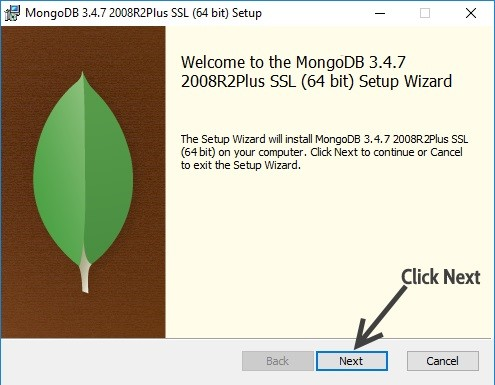 MongoDB 3.4.7 2008R2Plus SSL (64 bit) Setup
Welcome to the MongoDB 3.4.7
2008R2Plus SSL (64 bit) Setup Wizard
The Setup Wizard will install MongoDB 3.4.7 2008R2Plus SSL
(64 bit) on your computer. Click Next to continue or Cancel
to exit the Setup Wizard.
Click Next
Back Next Cancel